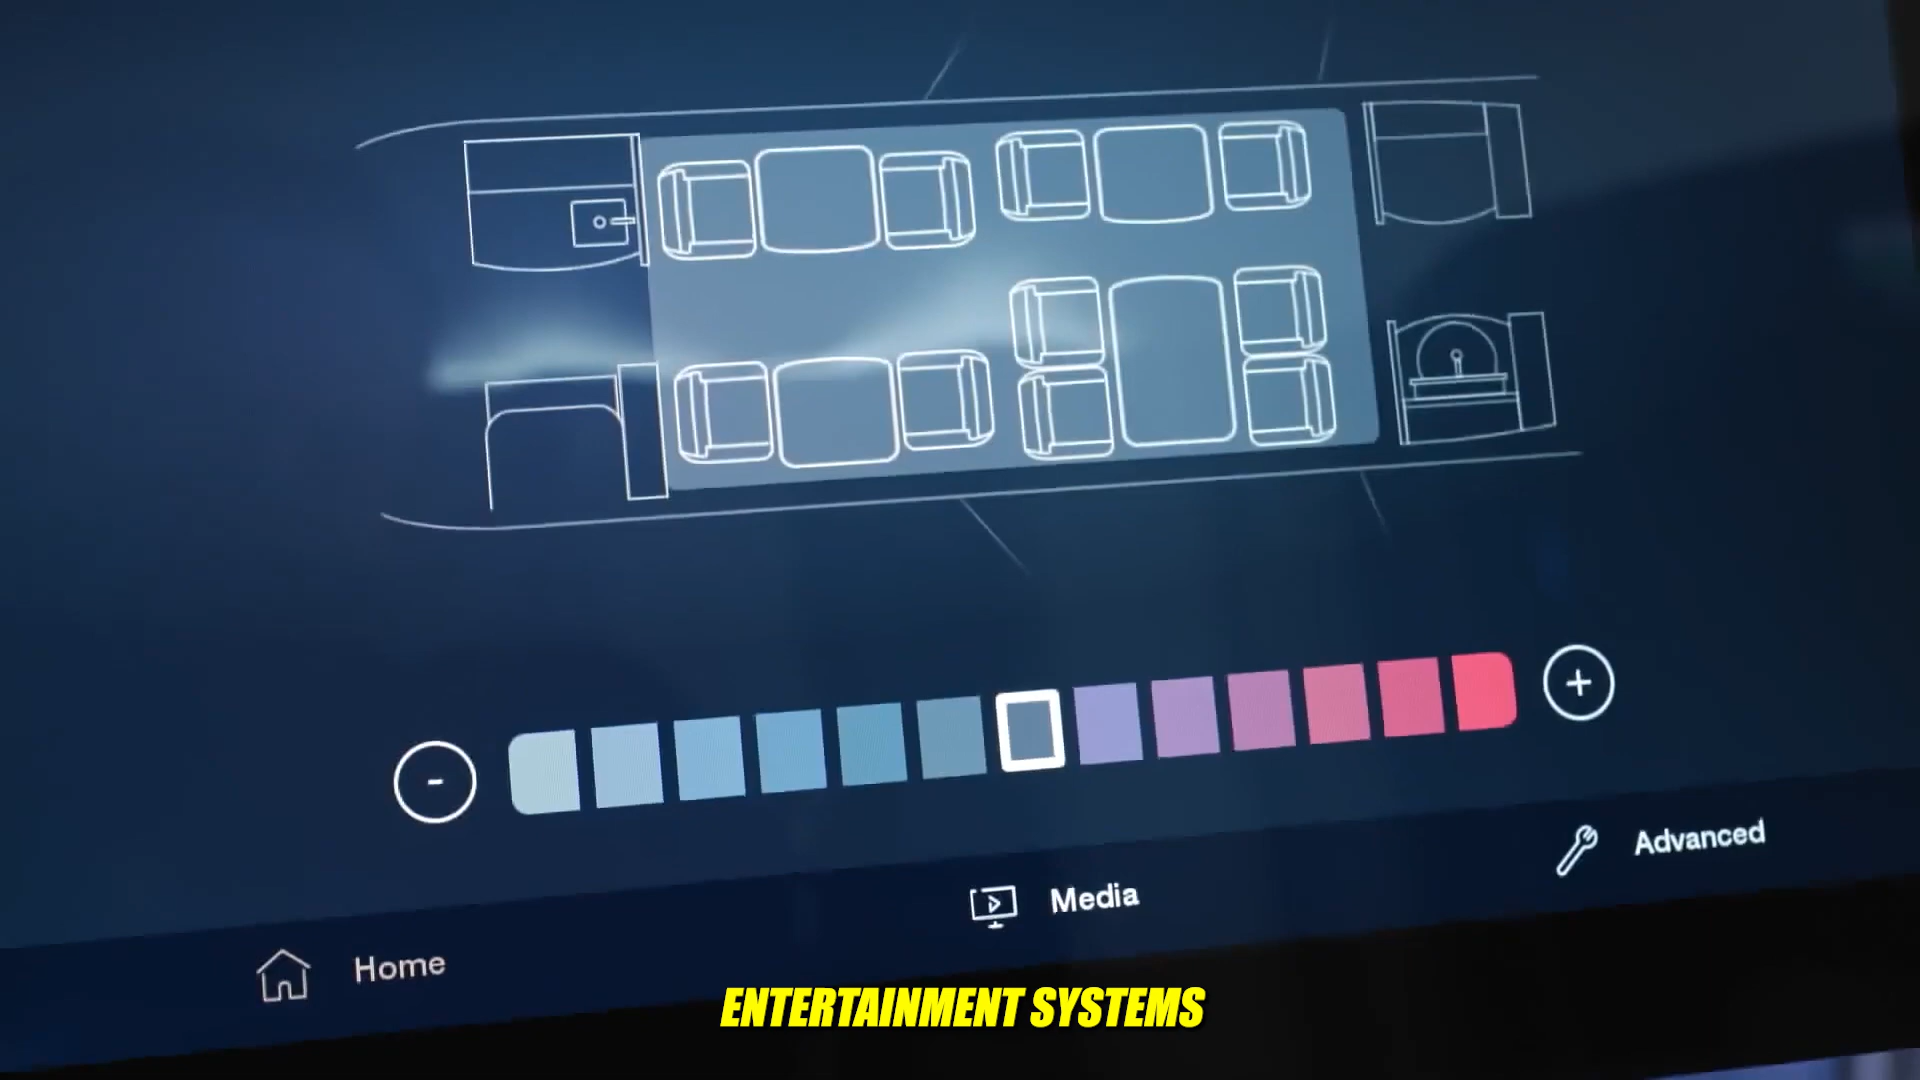 -
+
Advanced
Media
Home
ENTERTAINMENT SYSTEMS